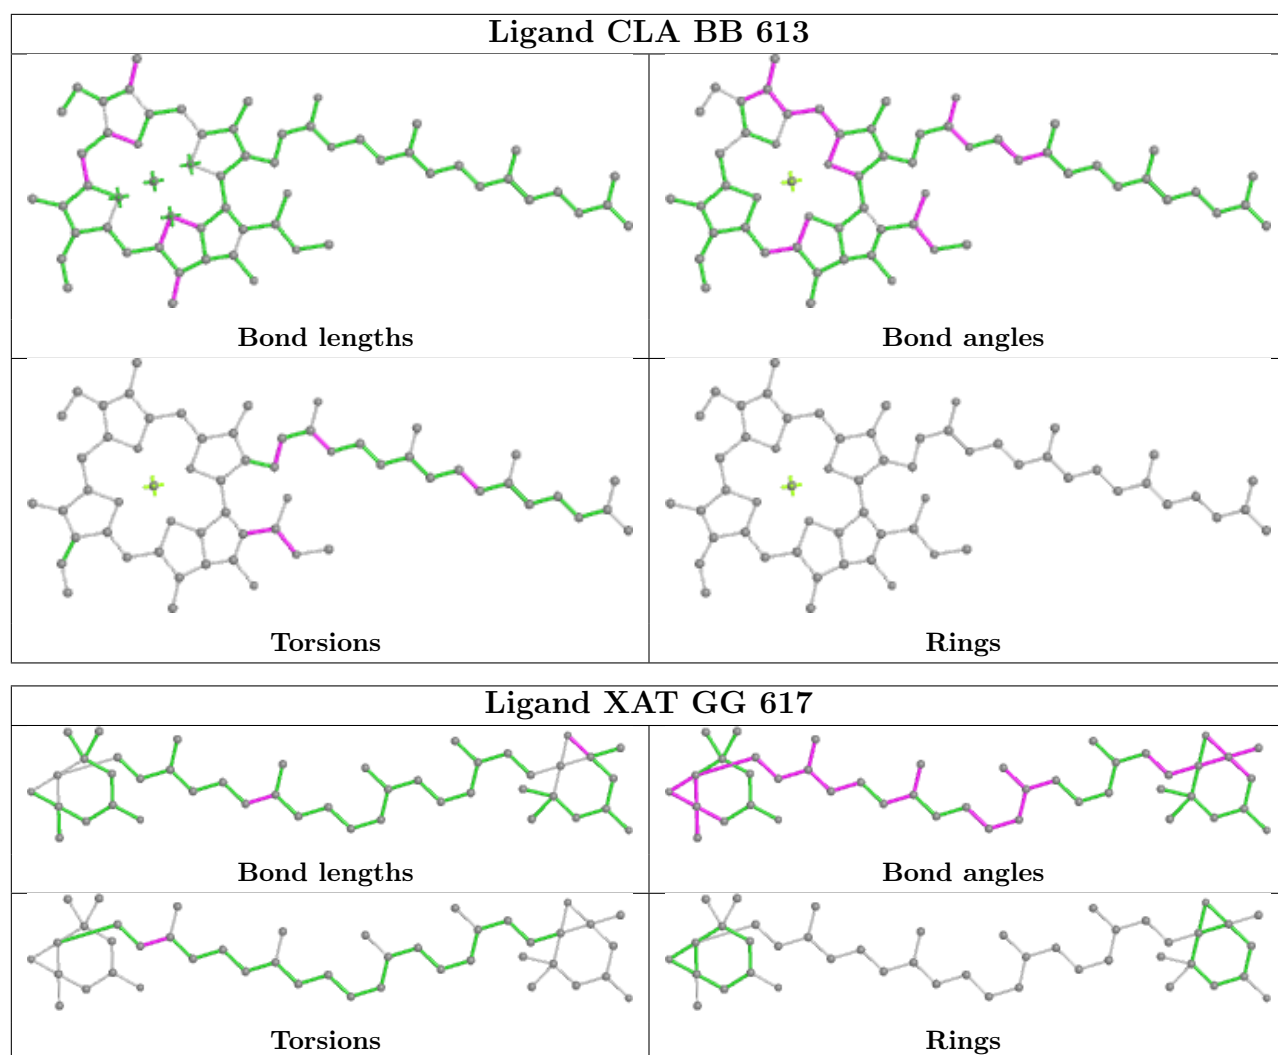 Ligand CLA BB 613
Bond lengths
Bond angles
Torsions
Rings
Ligand XAT GG 617
Bond lengths
Bond angles
Torsions
Rings